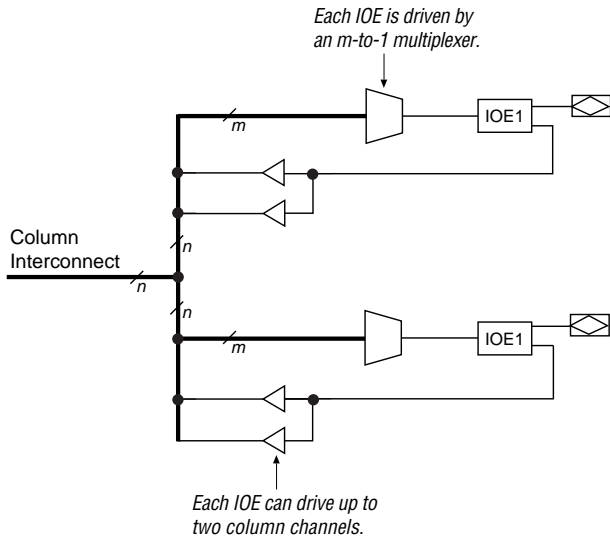 Each IOE is driven by
an m-to-1 multiplexer.
m
IOE1
n
Column
Interconnect
n
n
m
IOE1
Each IOE can drive up to
two column channels.